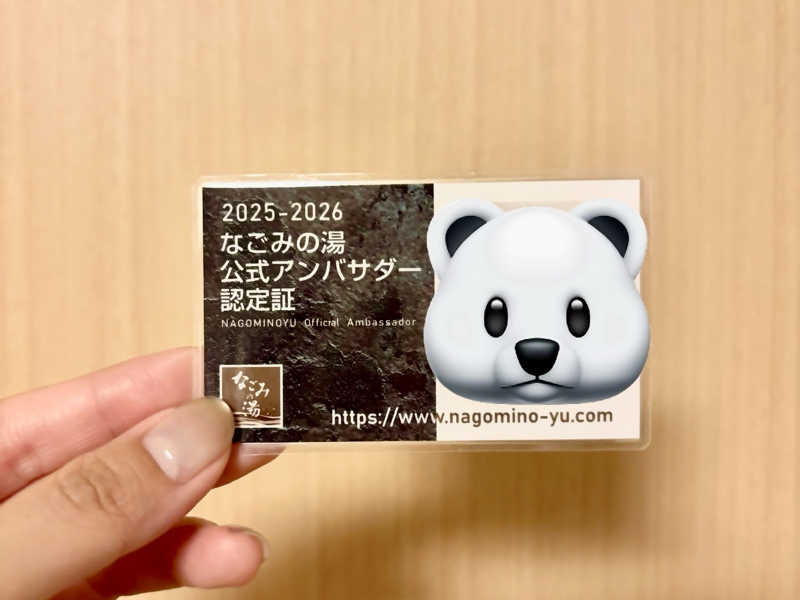 2025-2026
なごみの湯
公式アンバサダー
認定証
NAGOMINOYU Official Ambassador
なごみ
の
湯
https://www.nagomino-yu.com